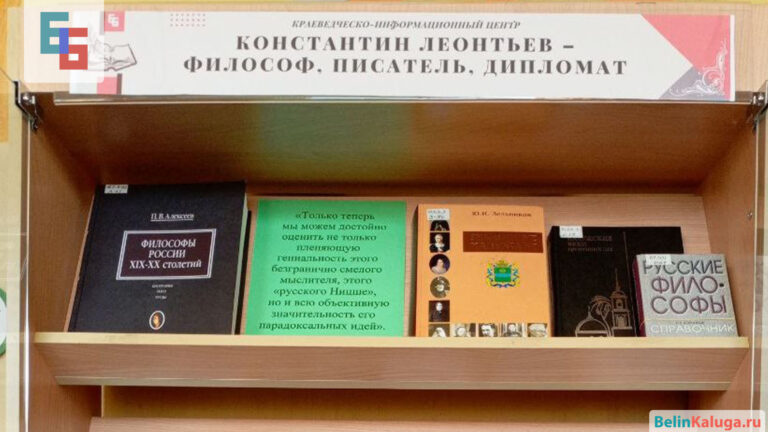 КРАЕВЕДЧЕСКО-ИНФОРМАЦИОННЫЙ ЦЕНТР
КОНСТАНТИН ЛЕОНТЬЕВ –
ФИЛОСОФ, ПИСАТЕЛЬ, ДИПЛОМАТ
П. В. Алексеев
ФИЛОСОФЫ
РОССИИ
XIX-XX СТОЛЕТИЙ
«Только теперь
мы можем достойно
оценить не только
пленяющую
гениальность этого
безгранично смелого
мыслителя, этого
«русского Ницше»,
но и всю объективную
значительность его
парадоксальных идей».
РУССКИЕ
ФИЛО-
СОФЫ
СПРАВОЧНИК
BelinKaluga.ru